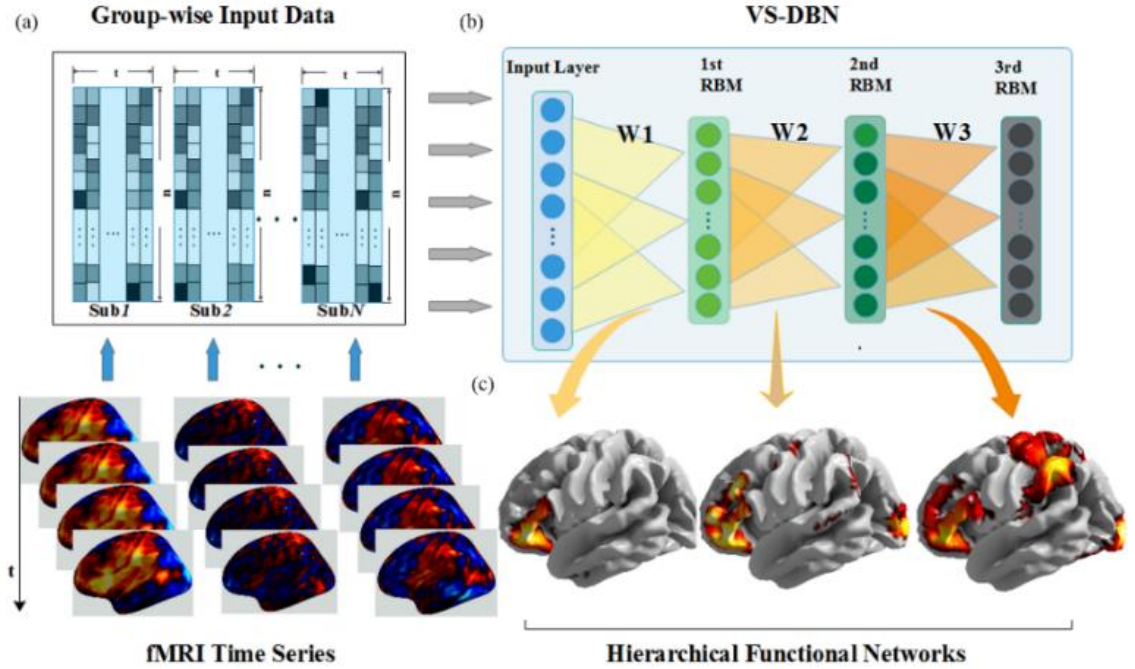 (a)
Group-wise Input Data
t
t
t
n
n
n
Sub1
Sub2
SubN
(b)
VS-DBN
Input Layer
1st
RBM
2nd
RBM
3rd
RBM
W1
W2
W3
(c)
t
fMRI Time Series
Hierarchical Functional Networks